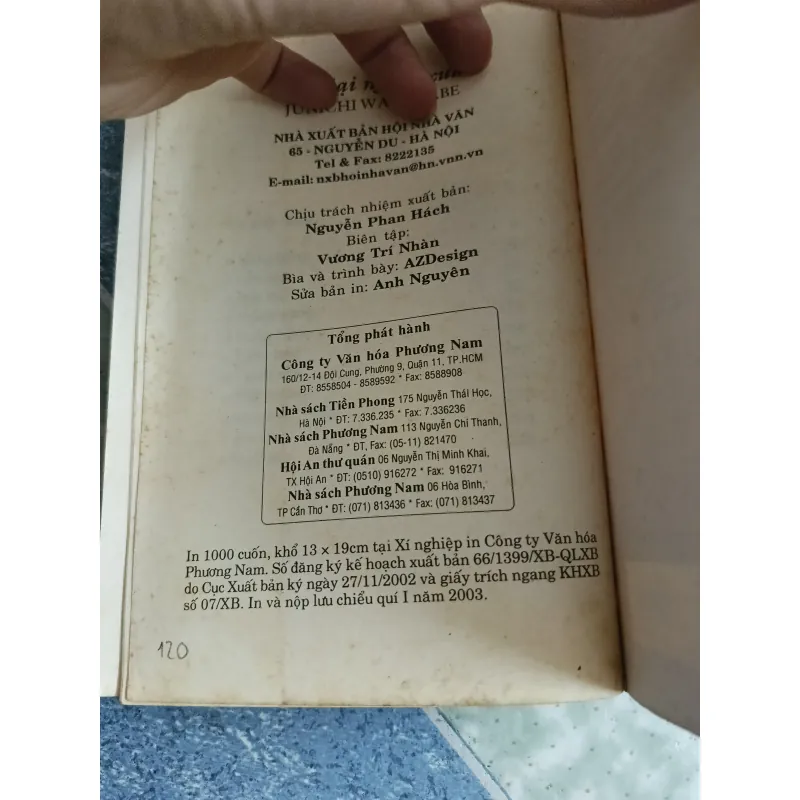 JUNICHI WA BE
NHÀ XUẤT BẢN HỘI NHÀ VĂN
65 - NGUYỄN DU - HÀ NỘI
Tel & Fax: 8222135
E-mail: nxbhoinhavan@hn.vnn.vn
Chịu trách nhiệm xuất bản:
Nguyễn Phan Hách
Biên tập:
Vương Trí Nhàn
Bìa và trình bày: AZDesign
Sửa bản in: Anh Nguyên
Tổng phát hành
Công ty Văn hóa Phương Nam
160/12-14 Đội Cung, Phường 9, Quận 11, TP.HCM
ĐT: 8558504 - 8589592 * Fax: 8588908
Nhà sách Tiền Phong 175 Nguyễn Thái Học,
Hà Nội * ĐT: 7.336.235 * Fax: 7.336236
Nhà sách Phương Nam 113 Nguyễn Chí Thanh,
Đà Nẵng * ĐT, Fax: (05-11) 821470
Hội An thư quán 06 Nguyễn Thị Minh Khai,
TX Hội An * ĐT: (0510) 916272 * Fax: 916271
Nhà sách Phương Nam 06 Hòa Bình,
TP Cần Thơ * ĐT: (071) 813436 * Fax: (071) 813437
In 1000 cuốn, khổ 13 × 19cm tại Xí nghiệp in Công ty Văn hóa
Phương Nam. Số đăng ký kế hoạch xuất bản 66/1399/XB-QLXB
do Cục Xuất bản ký ngày 27/11/2002 và giấy trích ngang KHXB
số 07/XB. In và nộp lưu chiểu quí I năm 2003.
120